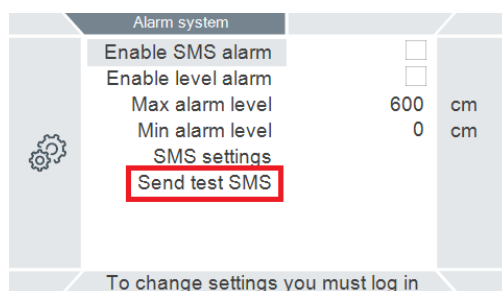 Alarm system
Enable SMS alarm
Enable level alarm
Max alarm level 600 cm
Min alarm level 0 cm
SMS settings
Send test SMS
To change settings you must log in